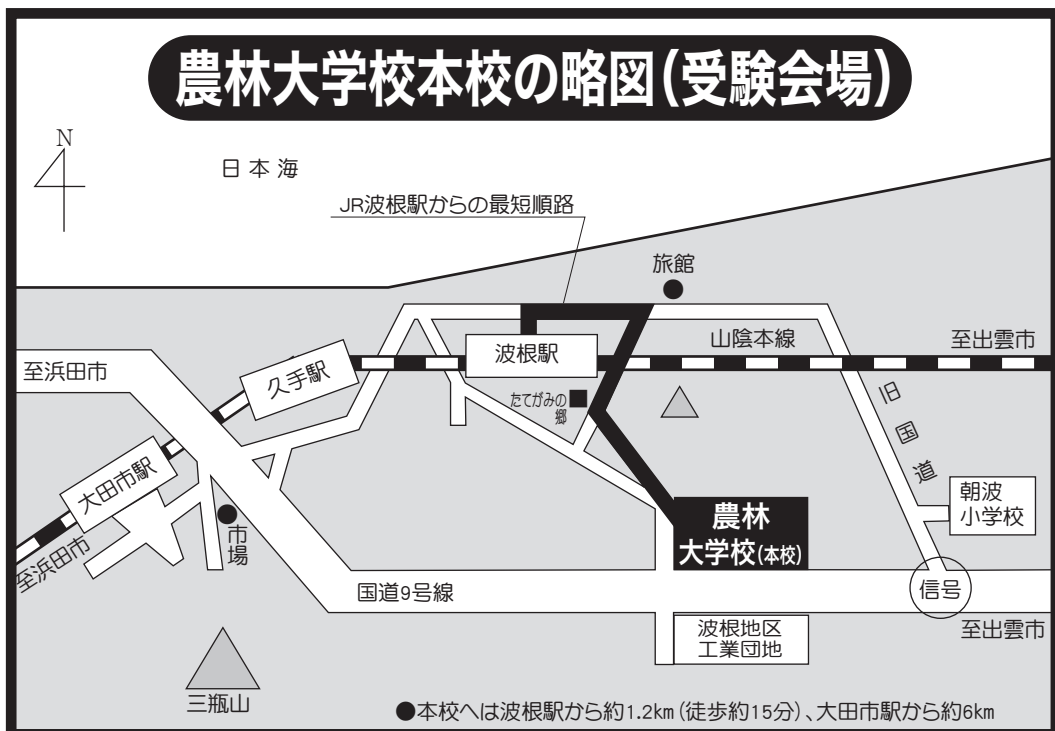 農林大学校本校の略図(受験会場)
N
日本海
JR波根駅からの最短順路
旅館
山陰本線
至出雲市
波根駅
至浜田市
久手駅
たてがみの
郷
旧国道
大田市駅
朝波
小学校
農林
大学校(本校)
市場
至浜田市
信号
国道9号線
波根地区
工業団地
至出雲市
三瓶山
●本校へは波根駅から約1.2km(徒歩約15分)、大田市駅から約6km